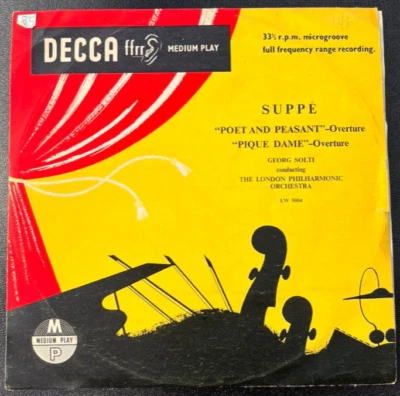 DECCA ffrr MEDIUM PLAY
33⅓ r.p.m. microgroove
full frequency range recording.
SUPPÉ
"POET AND PEASANT"-Overture
"PIQUE DAME"-Overture
GEORG SOLTI
conducting
THE LONDON PHILHARMONIC
ORCHESTRA
LW 5004
M
MEDIUM PLAY
P